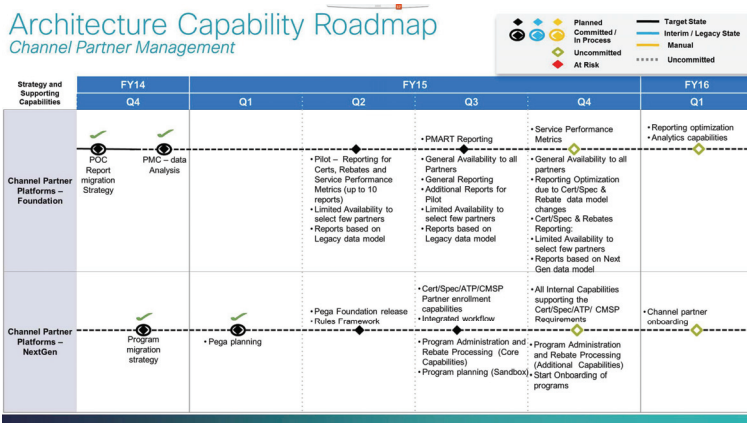 Architecture Capability Roadmap
Channel Partner Management
Planned
Committed /
In Process
Uncommitted
At Risk
Target State
Interim / Legacy State
Manual
Uncommitted
Strategy and
Supporting
Capabilities
FY14
FY15
FY16
Q4
Q1
Q2
Q3
Q4
Q1
Channel Partner
Platforms –
Foundation
POC
Report
migration
Strategy
PMC – data
Analysis
• Pilot – Reporting for
Certs, Rebates and
Service Performance
Metrics (up to 10
reports)
• Limited Availability to
select few partners
• Reports based on
Legacy data model
• PMART Reporting
• General Availability to all
Partners
• General Reporting
• Additional Reports for
Pilot
• Limited Availability to
select few partners
• Reports based on
Legacy data model
• Service Performance
Metrics
• General Availability to all
partners
• Reporting Optimization
due to Cert/Spec &
Rebate data model
changes
• Cert/Spec & Rebates
Reporting:
• Limited Availability to
select few partners
• Reports based on Next
Gen data model
• Reporting optimization
• Analytics capabilities
Channel Partner
Platforms –
NextGen
Program
migration
strategy
• Pega planning
• Pega Foundation release
• Rules Framework
• Cert/Spec/ATP/CMSP
Partner enrollment
capabilities
• Integrated workflow
• Program Administration and
Rebate Processing (Core
Capabilities)
• Program planning (Sandbox)
• All Internal Capabilities
supporting the
Cert/Spec/ATP/ CMSP
Requirements
• Program Administration
and Rebate Processing
(Additional Capabilities)
• Start Onboarding of
programs
• Channel partner
onboarding